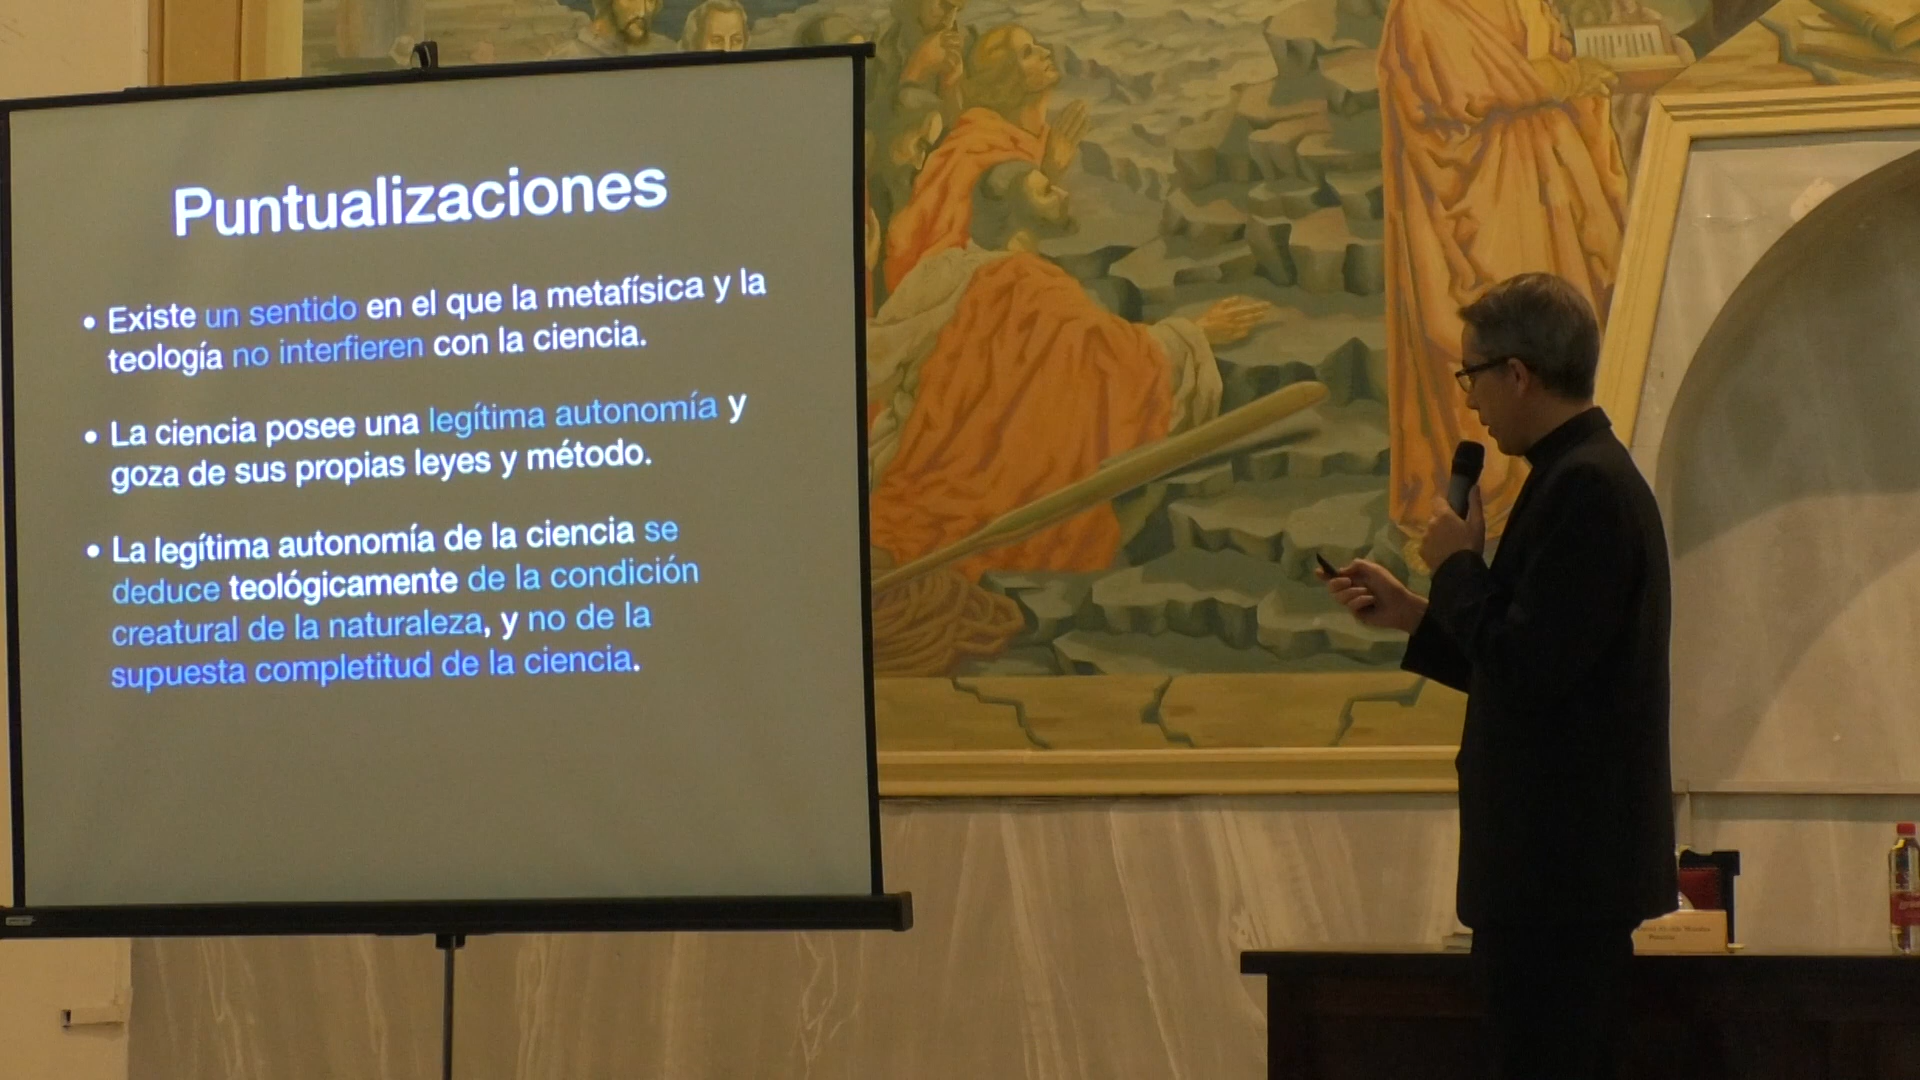 Puntualizaciones
• Existe un sentido en el que la metafísica y la
teología no interfieren con la ciencia.
• La ciencia posee una legítima autonomía y
goza de sus propias leyes y método.
• La legítima autonomía de la ciencia se
deduce teológicamente de la condición
creatural de la naturaleza, y no de la
supuesta completitud de la ciencia.